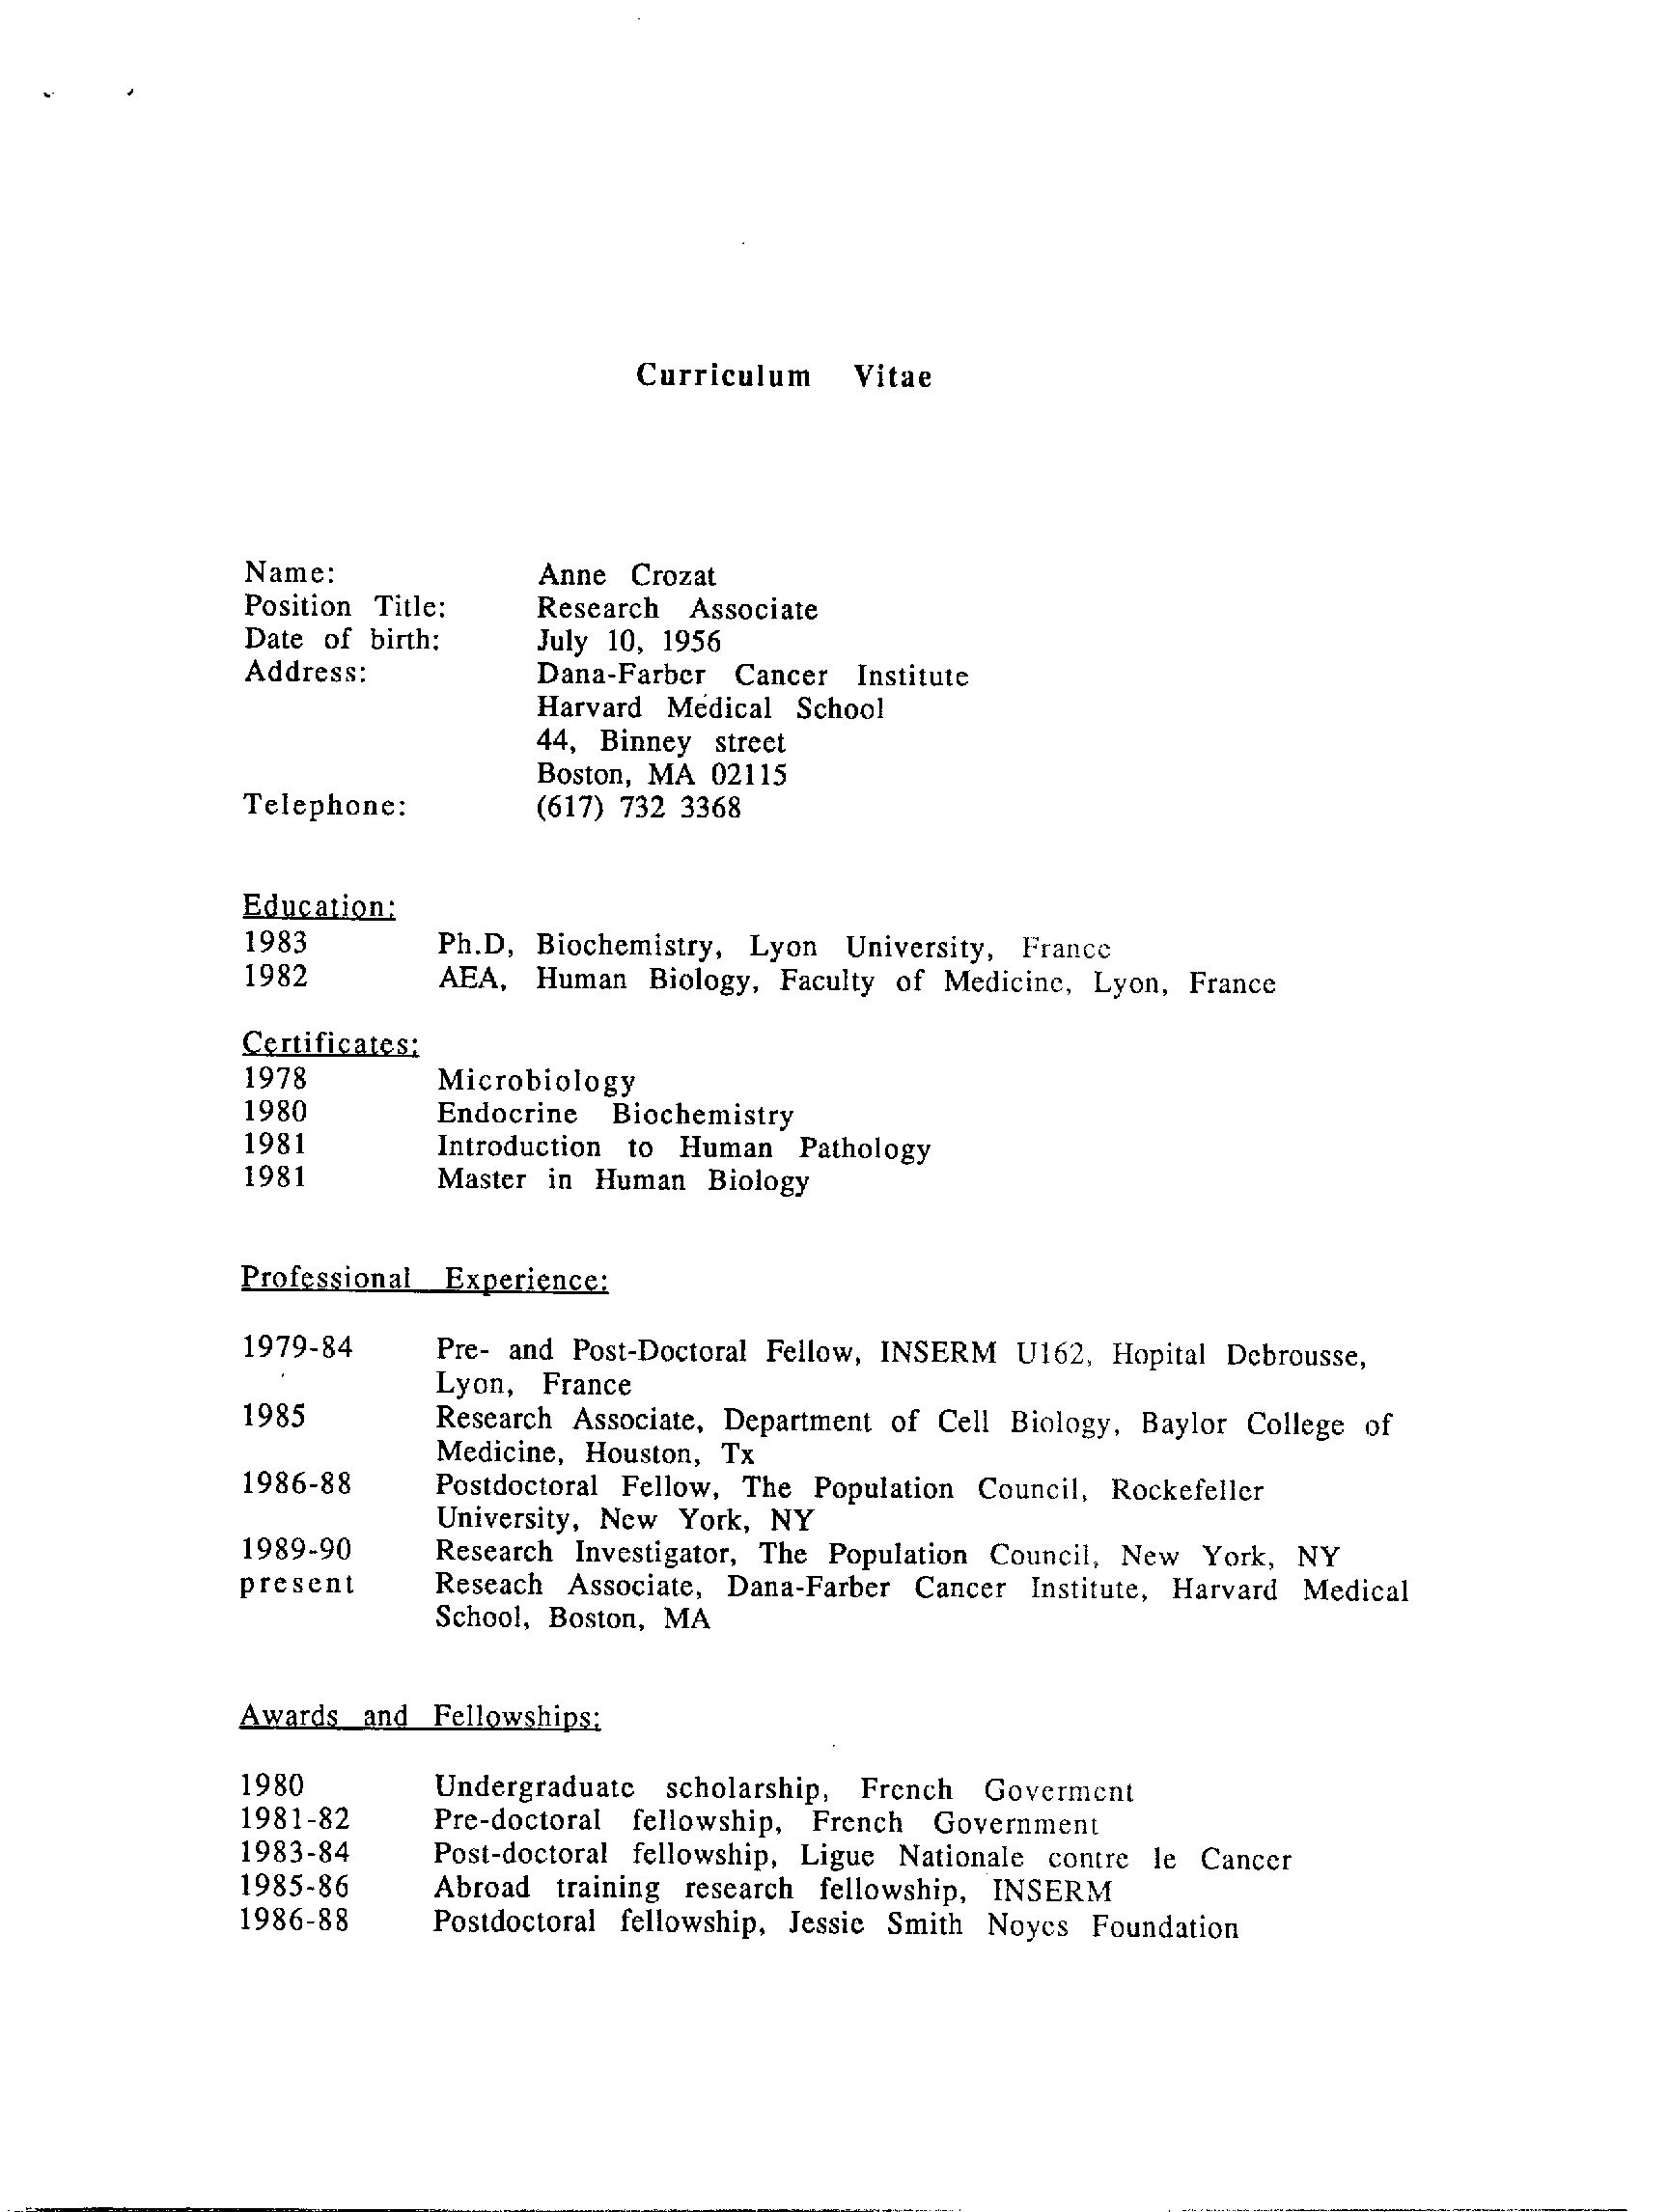 Curriculum Vitae
Name: Anne Crozat
Position Title: Research Associate
Date of birth: July 10, 1956
Address: Dana-Farber Cancer Institute
Harvard Medical School
44, Binney street
Boston, MA 02115
Telephone: (617) 732 3368
Education:
1983 Ph.D, Biochemistry, Lyon University, France
1982 AEA, Human Biology, Faculty of Medicine, Lyon, France
Certificates:
1978 Microbiology
1980 Endocrine Biochemistry
1981 Introduction to Human Pathology
1981 Master in Human Biology
Professional Experience:
1979-84 Pre- and Post-Doctoral Fellow, INSERM U162, Hopital Debrousse,
Lyon, France
1985 Research Associate, Department of Cell Biology, Baylor College of
Medicine, Houston, Tx
1986-88 Postdoctoral Fellow, The Population Council, Rockefeller
University, New York, NY
1989-90 Research Investigator, The Population Council, New York, NY
present Reseach Associate, Dana-Farber Cancer Institute, Harvard Medical
School, Boston, MA
Awards and Fellowships:
1980 Undergraduate scholarship, French Goverment
1981-82 Pre-doctoral fellowship, French Government
1983-84 Post-doctoral fellowship, Ligue Nationale contre le Cancer
1985-86 Abroad training research fellowship, INSERM
1986-88 Postdoctoral fellowship, Jessie Smith Noyes Foundation